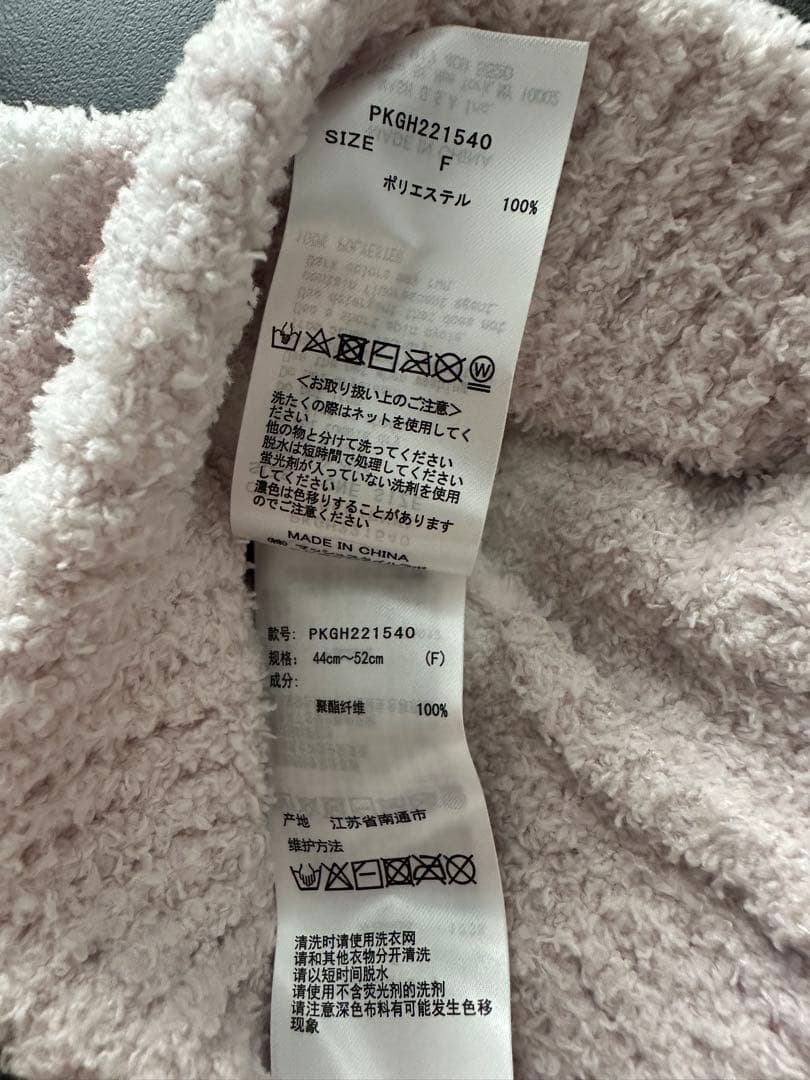 PKGH221540
SIZE F
ポリエステル 100%
W
<お取り扱い上のご注意>
洗たくの際はネットを使用してく
ださい
他の物と分けて洗ってください
脱水は短時間で処理してください
蛍光剤が入っていない洗剤を使用
してください
濃色は色移りすることがあります
のでご注意ください
MADE IN CHINA
款号: PKGH221540
规格: 44cm~52cm (F)
成分:
聚酯纤维 100%
产地 江苏省南通市
维护方法
清洗时请使用洗衣网
请和其他衣物分开清洗
请以短时间脱水
请使用不含荧光剂的洗剂
请注意深色布料有可能发生色移
现象